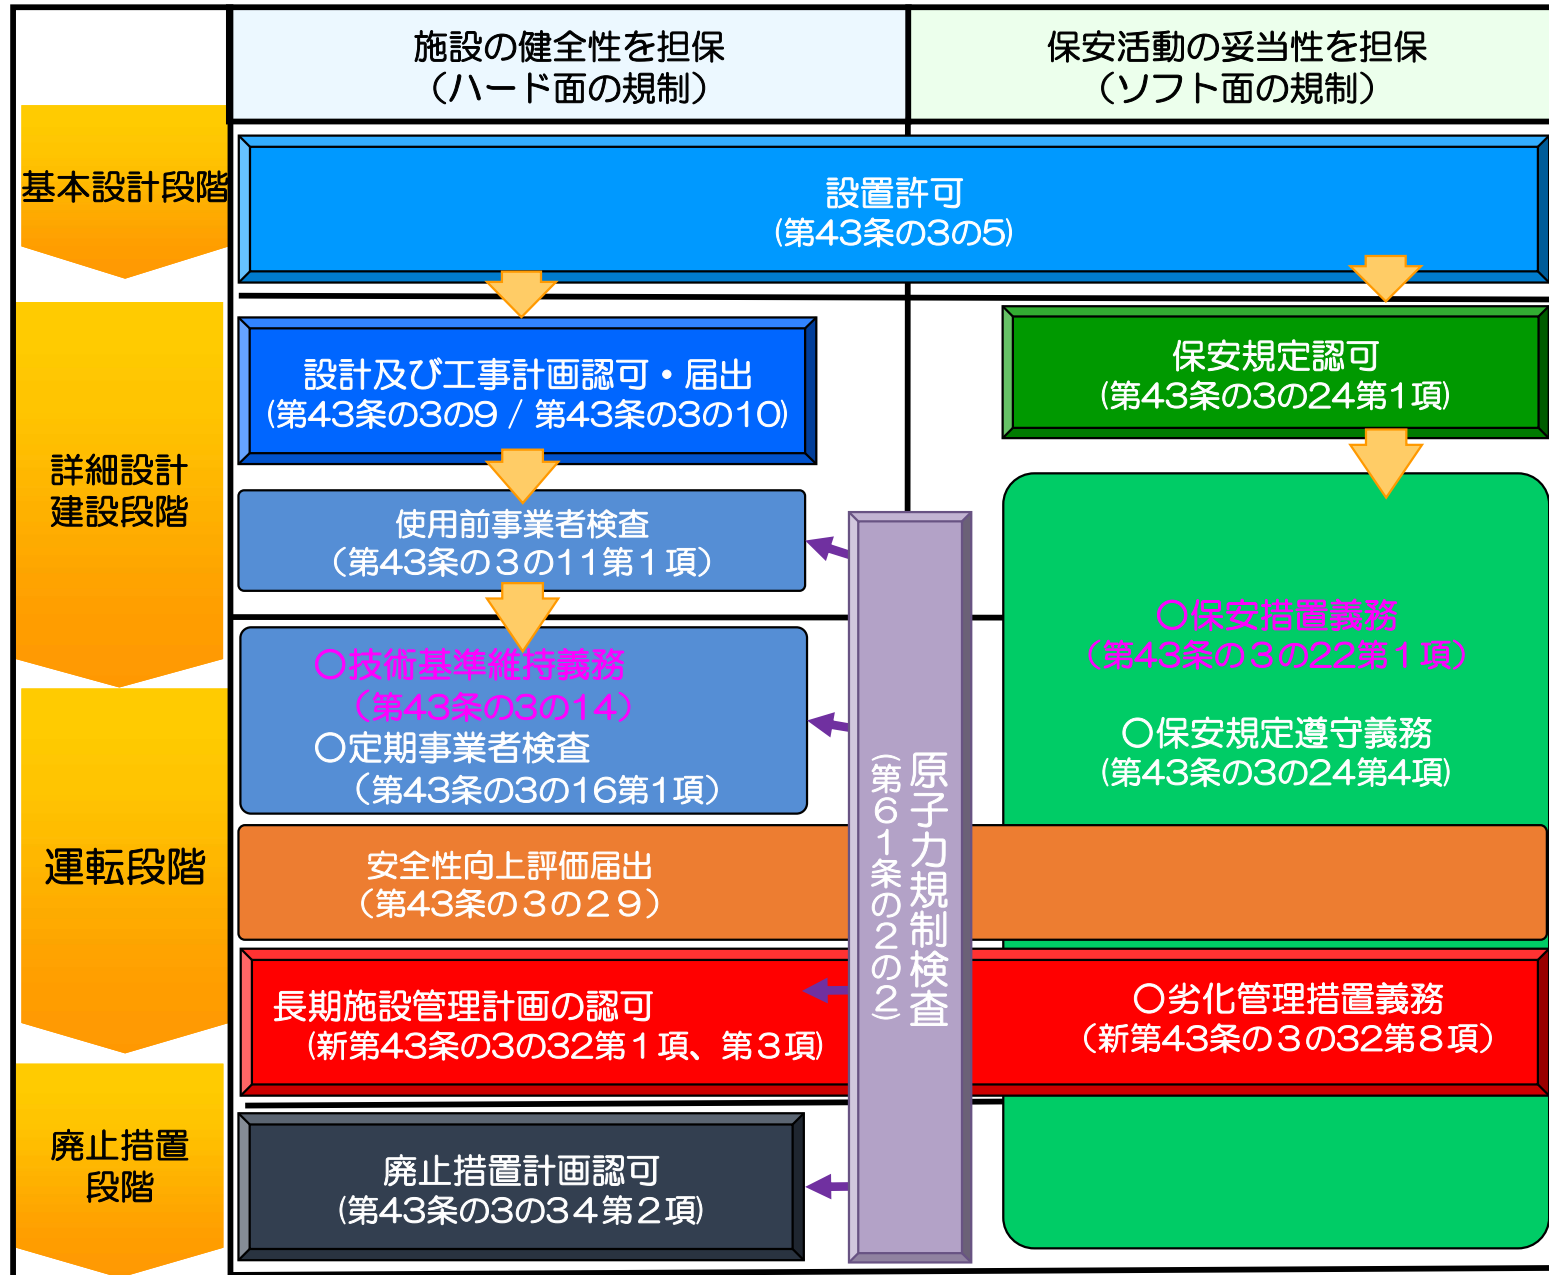 施設の健全性を担保
（ハード面の規制）
保安活動の妥当性を担保
（ソフト面の規制）
基本設計段階
設置許可
(第43条の3の5)
詳細設計
建設段階
設計及び工事計画認可・届出
(第43条の3の9 / 第43条の3の10)
保安規定認可
(第43条の3の24第1項)
使用前事業者検査
（第43条の３の11第１項）
〇保安措置義務
（第43条の３の22第１項）
〇保安規定遵守義務
(第43条の3の24第4項)
運転段階
〇技術基準維持義務
（第43条の3の14）
〇定期事業者検査
（第43条の3の16第1項）
原子力規制検査
（第６１条の２の２）
安全性向上評価届出
（第43条の３の２９）
長期施設管理計画の認可
(新第43条の3の32第１項、第３項)
〇劣化管理措置義務
（新第43条の３の32第８項）
廃止措置
段階
廃止措置計画認可
(第43条の3の3４第２項)